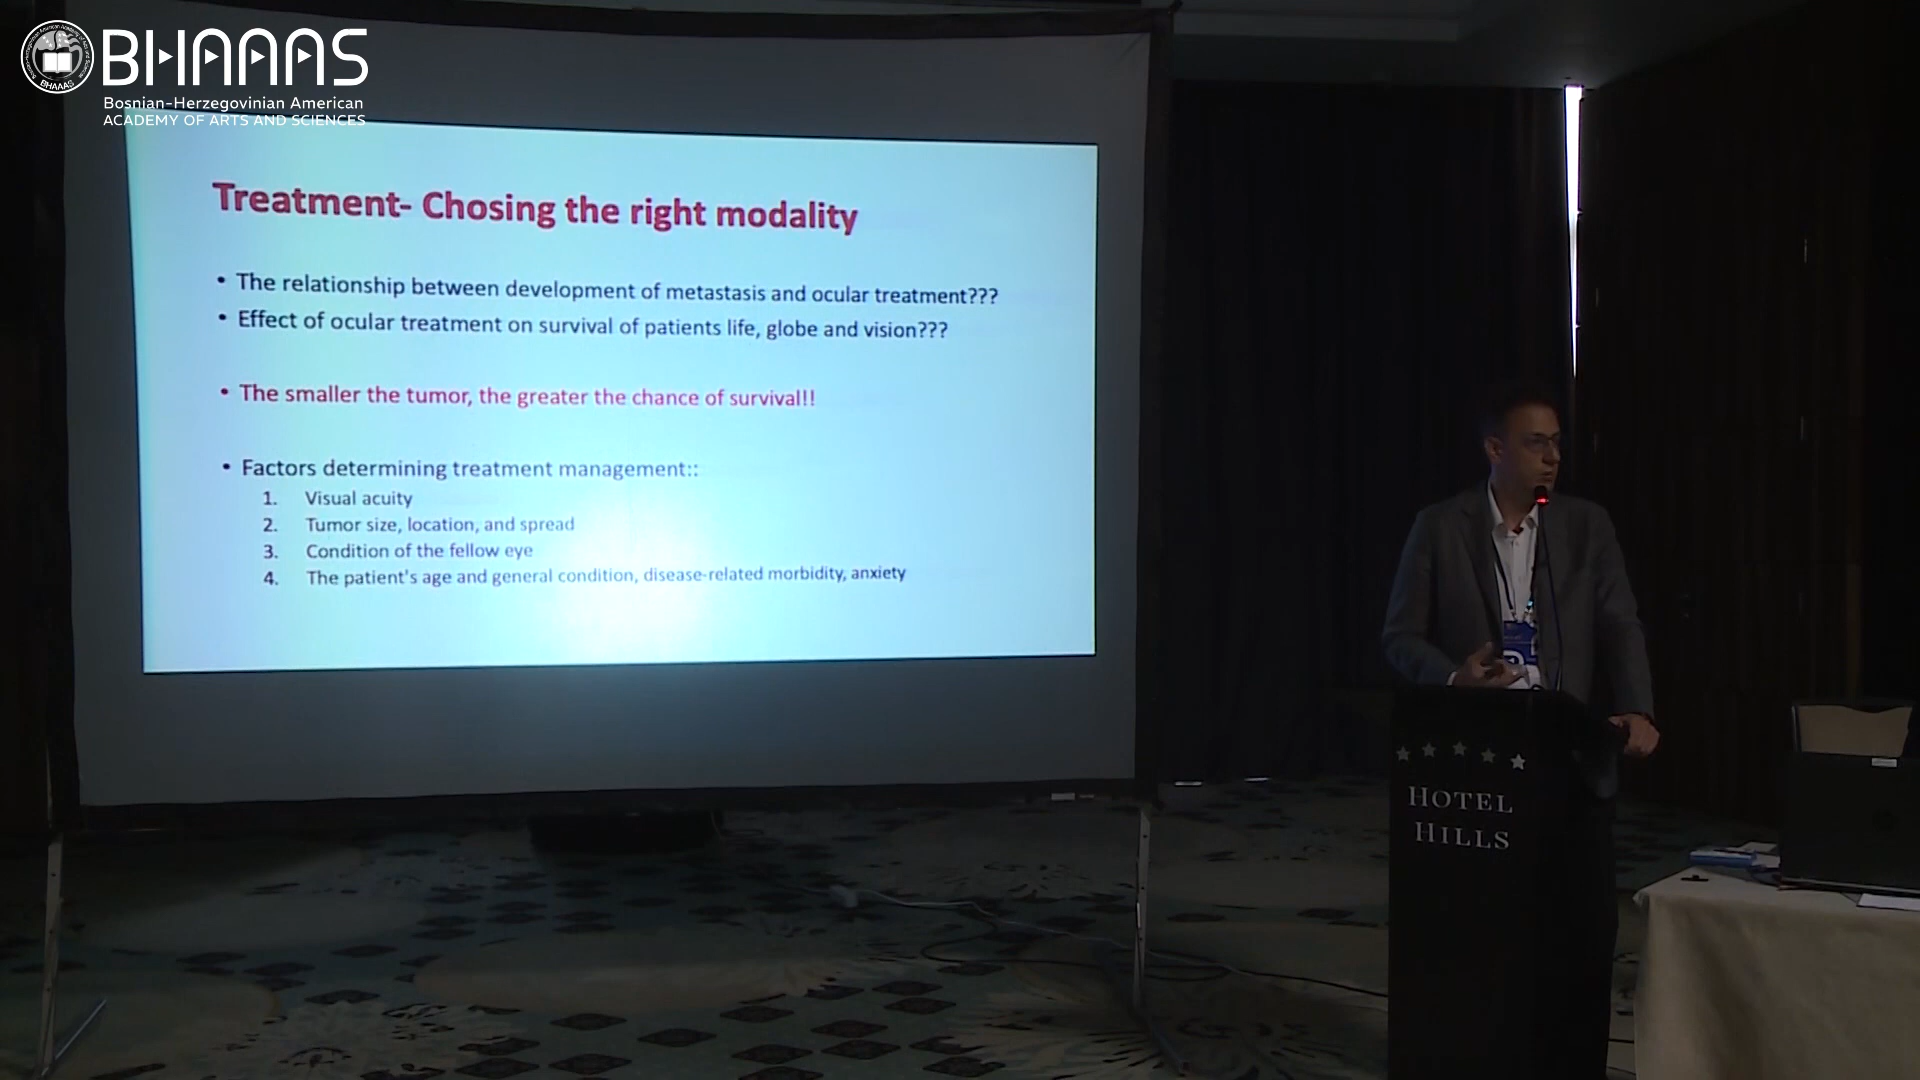 BHAAAS
Bosnian-Herzegovinian American
ACADEMY OF ARTS AND SCIENCES
BHAAAS
Treatment- Chosing the right modality
• The relationship between development of metastasis and ocular treatment???
• Effect of ocular treatment on survival of patients life, globe and vision???
• The smaller the tumor, the greater the chance of survival!!
• Factors determining treatment management::
1. Visual acuity
2. Tumor size, location, and spread
3. Condition of the fellow eye
4. The patient's age and general condition, disease-related morbidity, anxiety
HOTEL
HILLS